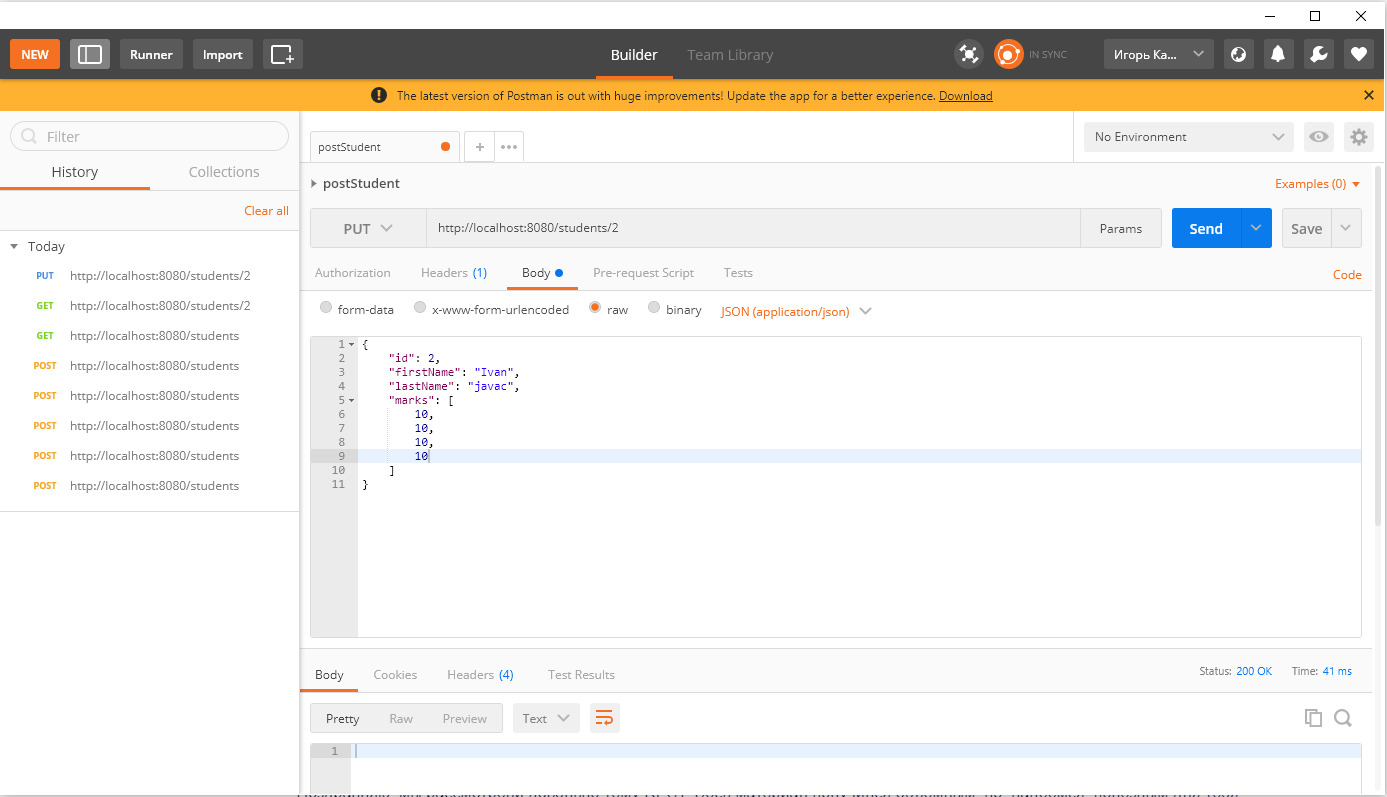 NEW Runner Import Builder Team Library IN SYNC Игорь Ка...
The latest version of Postman is out with huge improvements! Update the app for a better experience. Download
Filter
History Collections
Clear all
Today
PUT http://localhost:8080/students/2
GET http://localhost:8080/students/2
GET http://localhost:8080/students
POST http://localhost:8080/students
POST http://localhost:8080/students
POST http://localhost:8080/students
POST http://localhost:8080/students
POST http://localhost:8080/students
postStudent
No Environment
postStudent Examples (0)
PUT http://localhost:8080/students/2 Params Send Save
Authorization Headers (1) Body Pre-request Script Tests Code
form-data x-www-form-urlencoded raw binary JSON (application/json)
1 {
2 "id": 2,
3 "firstName": "Ivan",
4 "lastName": "javac",
5 "marks": [
6 10,
7 10,
8 10,
9 10
10 ]
11 }
Body Cookies Headers (4) Test Results Status: 200 OK Time: 41 ms
Pretty Raw Preview Text
1